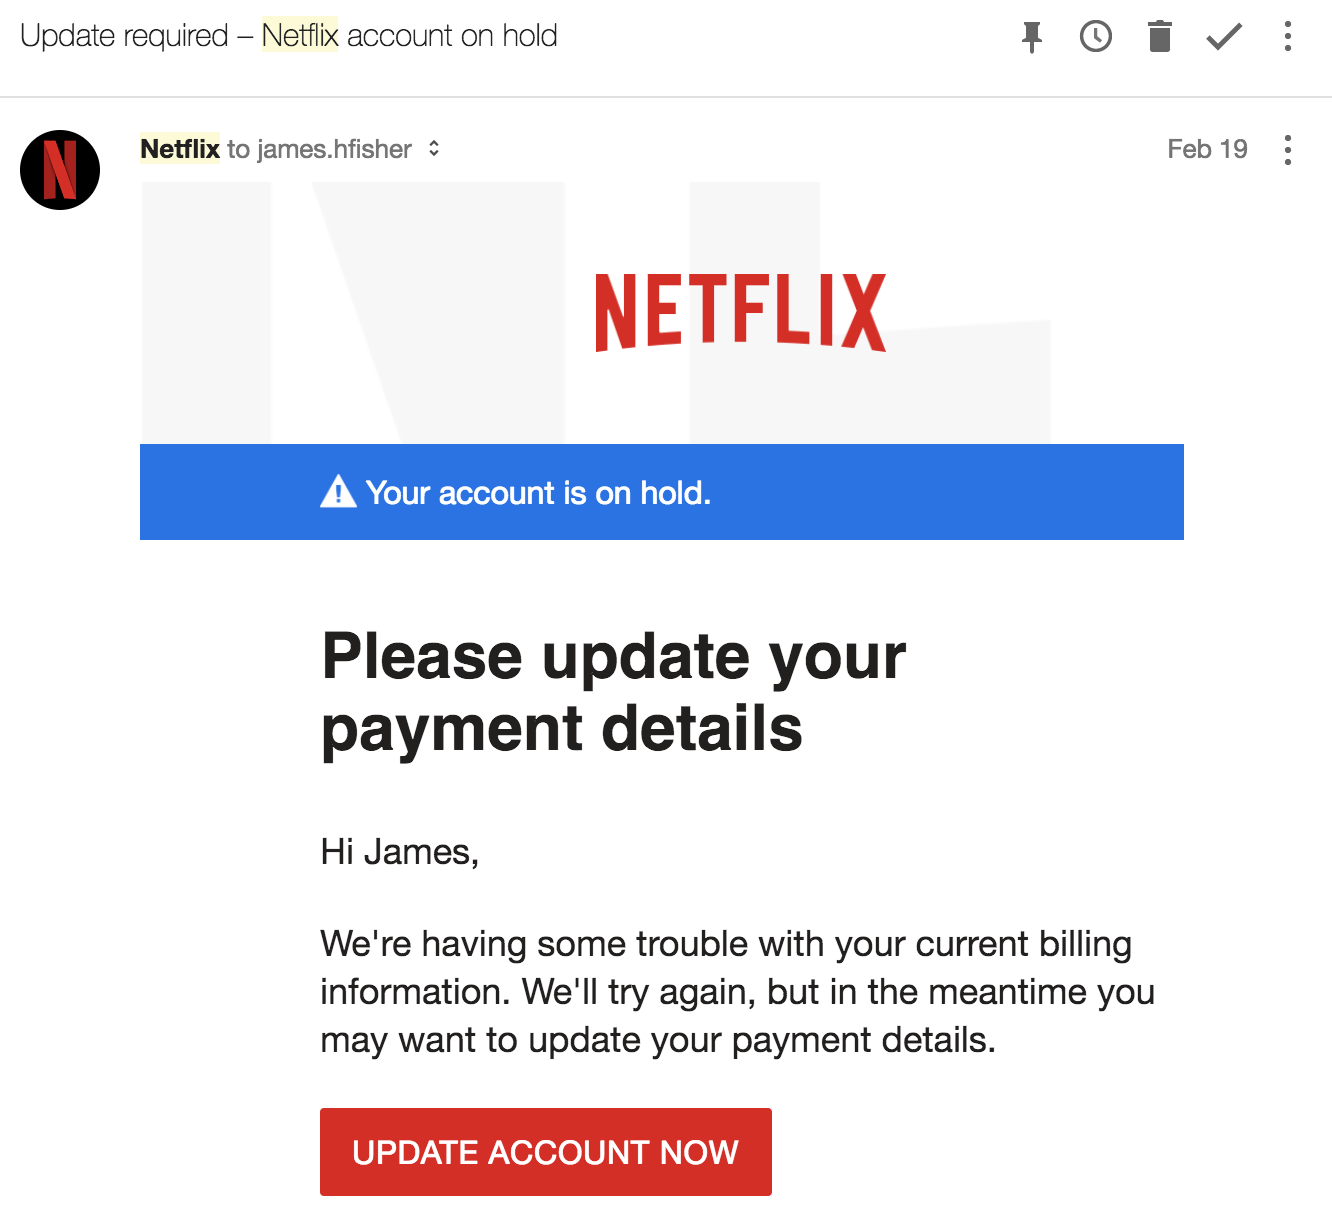 Update required – Netflix account on hold
Netflix to james.hfisher
Feb 19
NETFLIX
Your account is on hold.
Please update your
payment details
Hi James,
We're having some trouble with your current billing
information. We'll try again, but in the meantime you
may want to update your payment details.
UPDATE ACCOUNT NOW